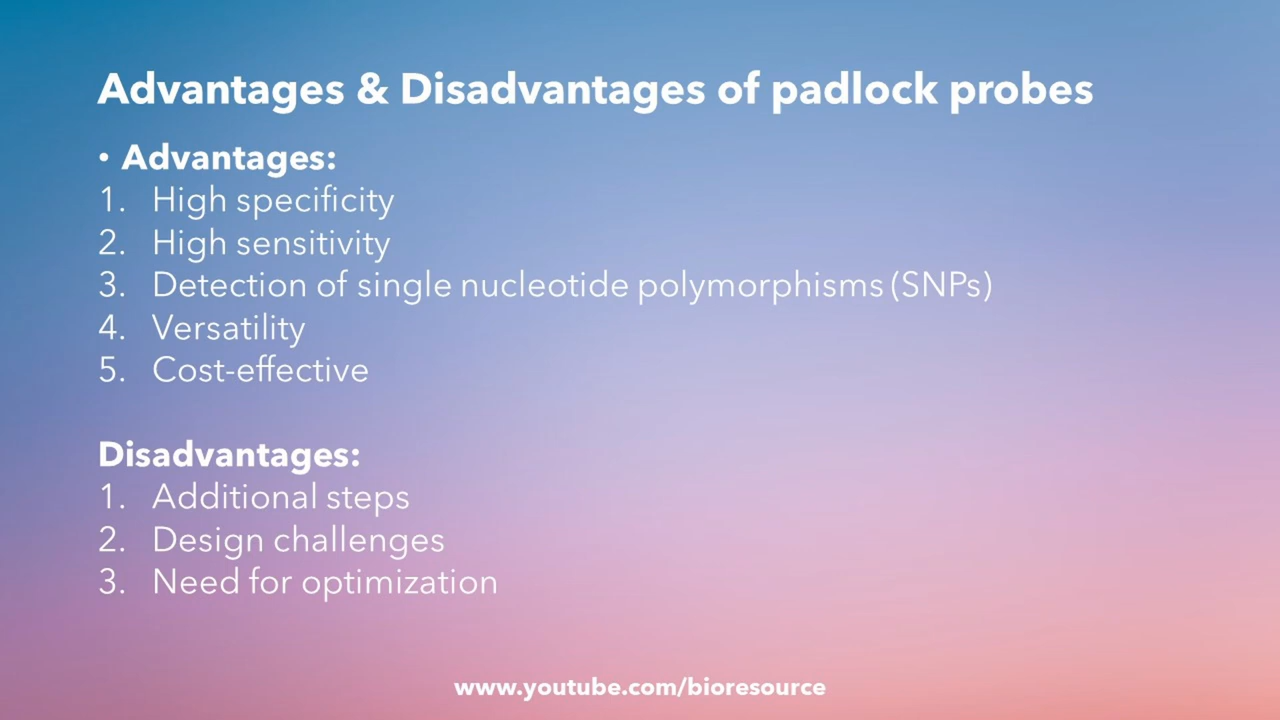 Advantages & Disadvantages of padlock probes
• Advantages:
1. High specificity
2. High sensitivity
3. Detection of single nucleotide polymorphisms (SNPs)
4. Versatility
5. Cost-effective
Disadvantages:
1. Additional steps
2. Design challenges
3. Need for optimization
www.youtube.com/bioresource